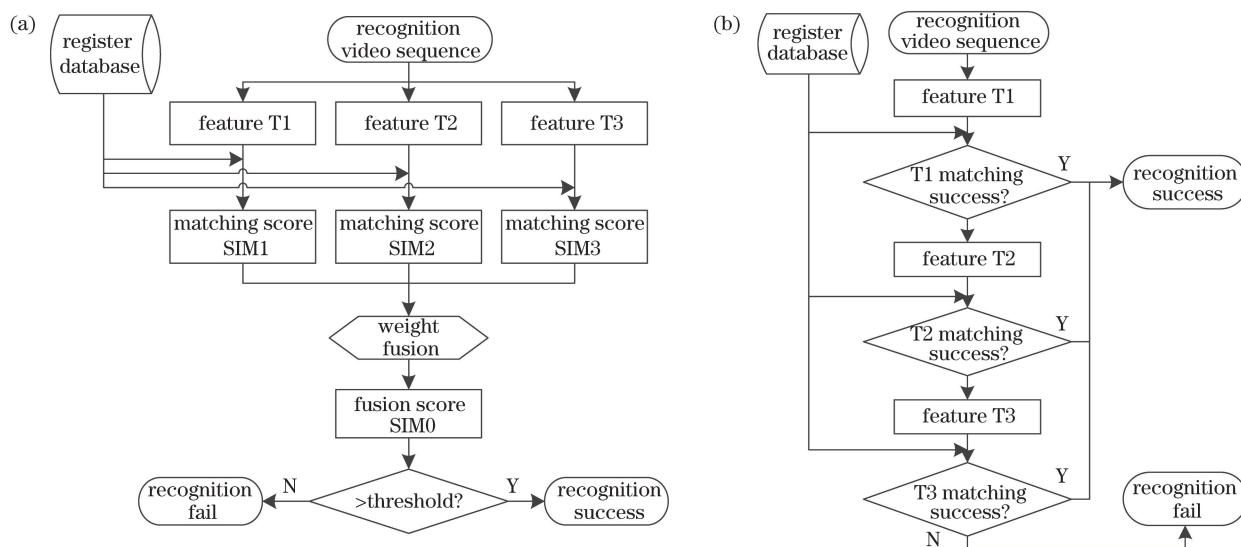 (a)
register
database
recognition
video sequence
feature T1
feature T2
feature T3
matching score
SIM1
matching score
SIM2
matching score
SIM3
weight
fusion
fusion score
SIM0
>threshold?
N
Y
recognition
fail
recognition
success
(b)
register
database
recognition
video sequence
feature T1
T1 matching
success?
Y
recognition
success
feature T2
T2 matching
success?
Y
feature T3
T3 matching
success?
Y
N
recognition
fail